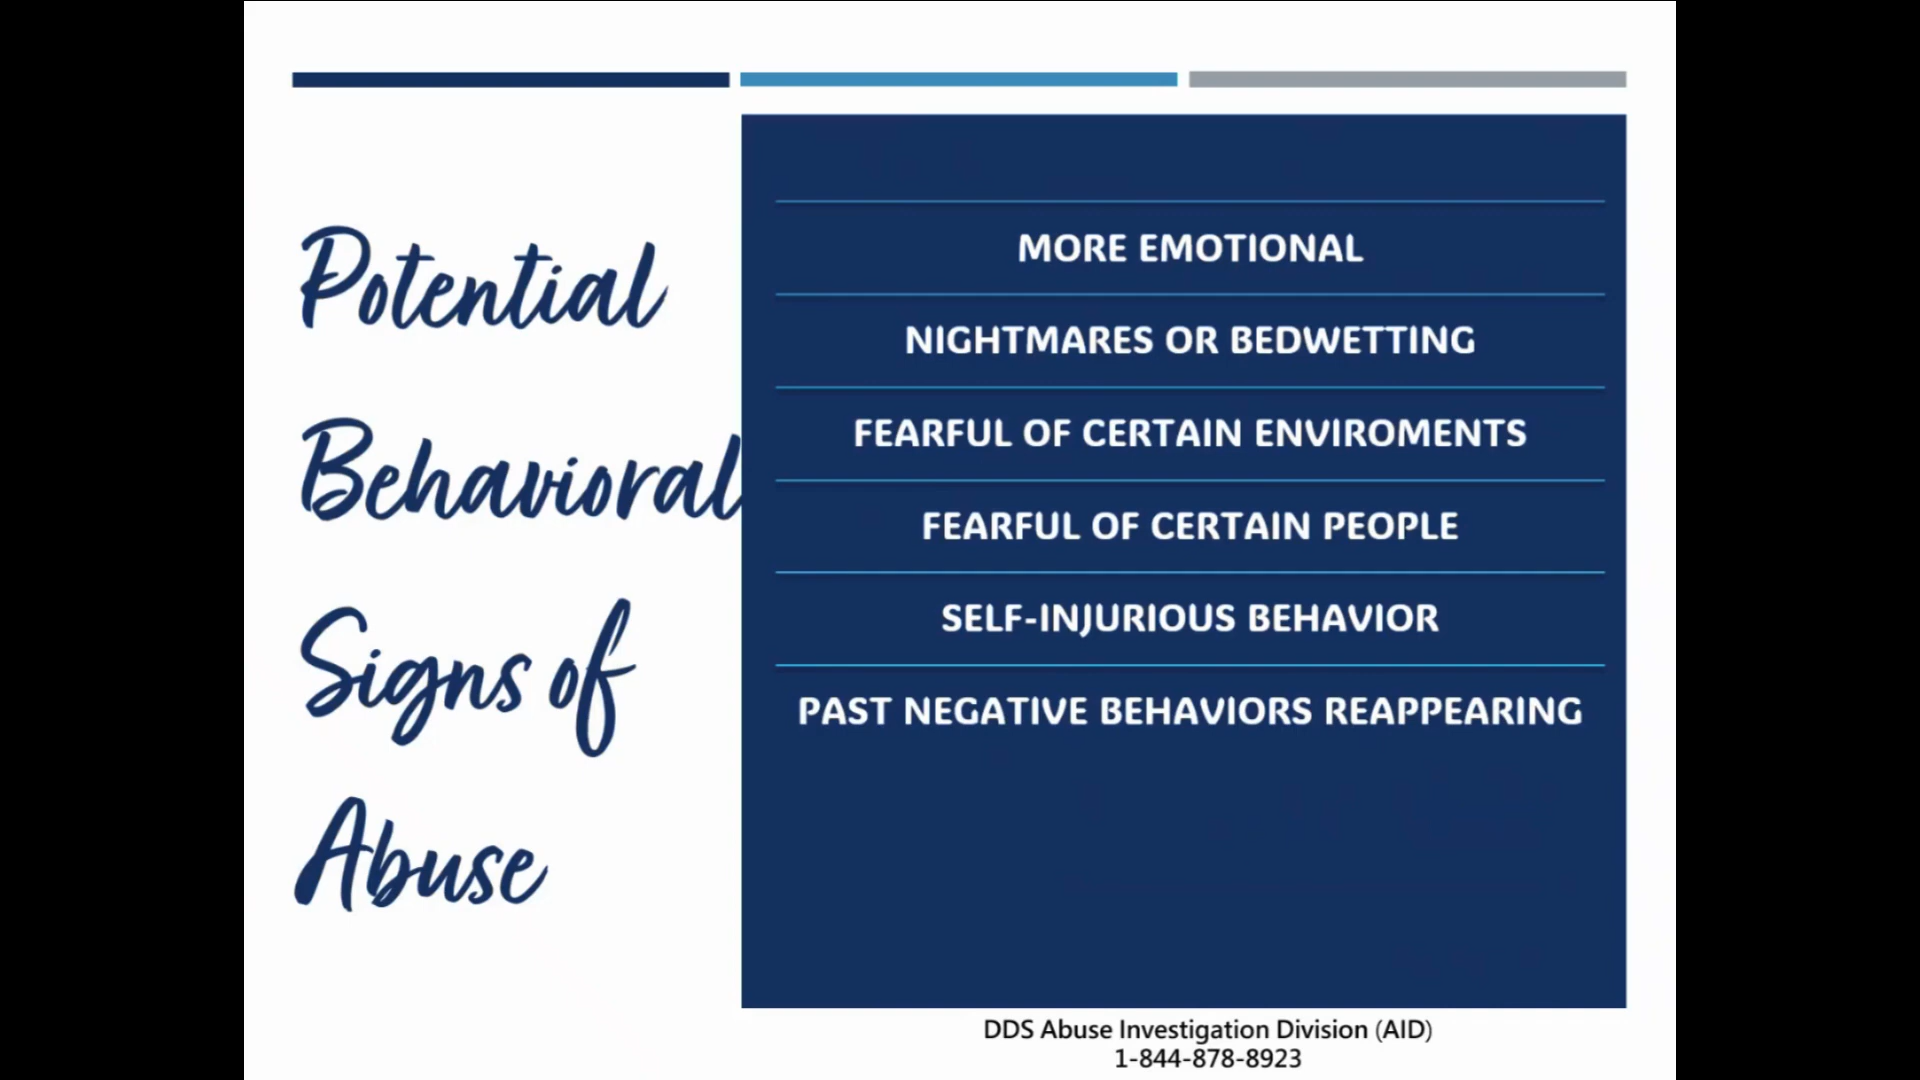 Potential
Behavioral
Signs of
Abuse
MORE EMOTIONAL
NIGHTMARES OR BEDWETTING
FEARFUL OF CERTAIN ENVIROMENTS
FEARFUL OF CERTAIN PEOPLE
SELF-INJURIOUS BEHAVIOR
PAST NEGATIVE BEHAVIORS REAPPEARING
DDS Abuse Investigation Division (AID)
1-844-878-8923